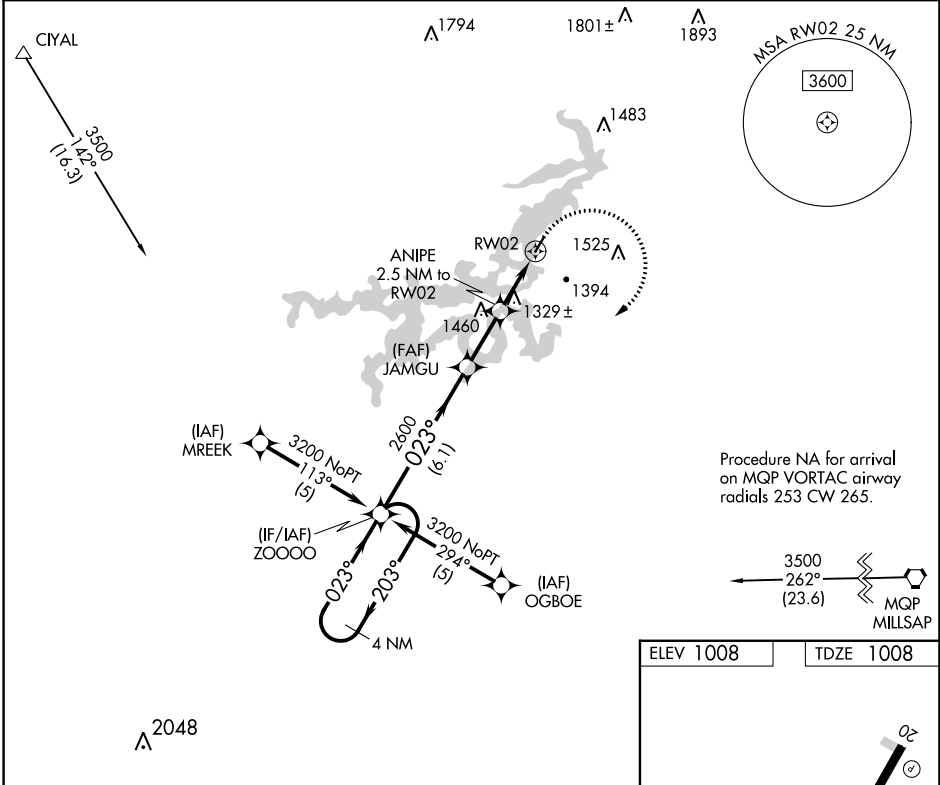 CIYAL
3500
142°
(16.3)
1794
1801±
1893
MSA RW02 25 NM
3600
1483
RW02
1525
1394
ANIPE
2.5 NM to
RW02
1460
1329±
(FAF)
JAMGU
2600
023°
(6.1)
(IAF)
MREEK
3200 NoPT
113°
(5)
(IF/IAF)
ZOOOO
3200 NoPT
294°
(5)
(IAF)
OGBOE
023°
203°
4 NM
Procedure NA for arrival
on MQP VORTAC airway
radials 253 CW 265.
3500
262°
(23.6)
MQP
MILLSAP
2048
ELEV 1008
TDZE 1008
20
P